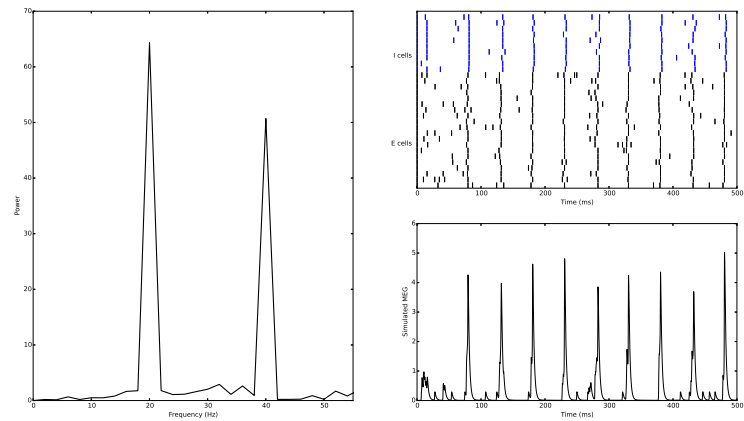 70
60
50
40
30
20
10
0
Power
0 10 20 30 40 50
Frequency (Hz)
I cells
E cells
0 100 200 300 400 500
Time (ms)
6
5
4
3
2
1
0
Simulated MEG
0 100 200 300 400 500
Time (ms)